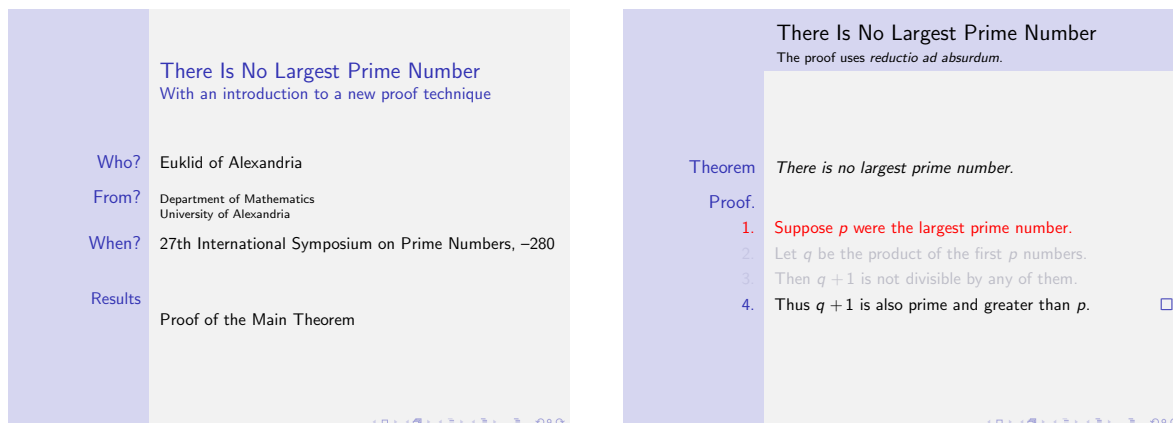 There Is No Largest Prime Number
With an introduction to a new proof technique
Who? Euklid of Alexandria
From? Department of Mathematics
University of Alexandria
When? 27th International Symposium on Prime Numbers, –280
Results
Proof of the Main Theorem
There Is No Largest Prime Number
The proof uses reductio ad absurdum.
Theorem There is no largest prime number.
Proof.
1. Suppose p were the largest prime number.
2. Let q be the product of the first p numbers.
3. Then q + 1 is not divisible by any of them.
4. Thus q + 1 is also prime and greater than p. □